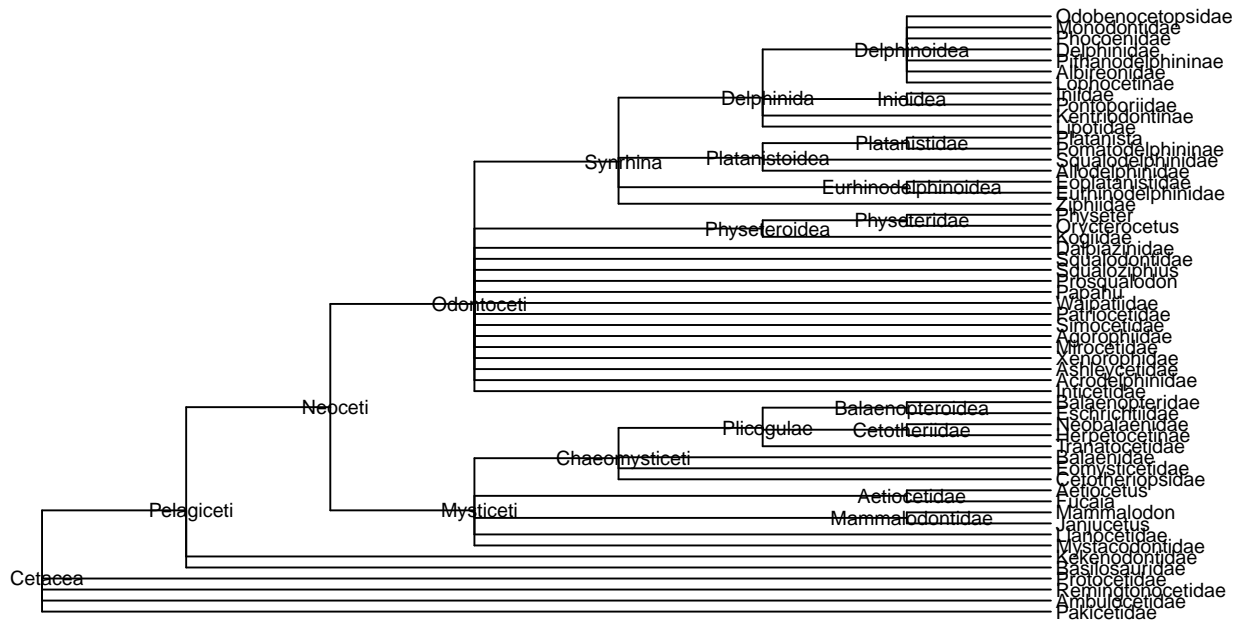 Odobenocetopsidae
Monodontidae
Phocoenidae
Delphinoidea
Delphinidae
Pithanodelphininae
Albireonidae
Lophocetinae
Iniidae
Delphinida
Inioidea
Pontoporiidae
Kentriodontinae
Lipotidae
Platanista
Platanistidae
Pomatodelphininae
Squalodelphinidae
Platanistoidea
Synrhina
Allodelphinidae
Eoplatanistidae
Eurhinodelphinoidea
Eurhinodelphinidae
Ziphiidae
Physeter
Physeteridae
Orycterocetus
Physeteroidea
Kogiidae
Dalpiazinidae
Squalodontidae
Squaloziphius
Prosqualodon
Papahu
Waipatiidae
Odontoceti
Patriocetidae
Simocetidae
Agorophiidae
Mirocetidae
Xenorophidae
Ashleycetidae
Acrodelphinidae
Inticetidae
Balaenopteridae
Neoceti
Balaenopteroidea
Eschrichtiidae
Neobalaenidae
Plicogulae
Cetotheriidae
Herpetocetinae
Tranatocetidae
Chaeomysticeti
Balaenidae
Eomysticetidae
Cetotheriopsidae
Aetiocetus
Aetiocetidae
Fucaia
Pelagiceti
Mysticeti
Mammalodon
Mammalodontidae
Janjucetus
Llanocetidae
Mystacodontidae
Kekenodontidae
Basilosauridae
Cetacea
Protocetidae
Remingtonocetidae
Ambulocetidae
Pakicetidae